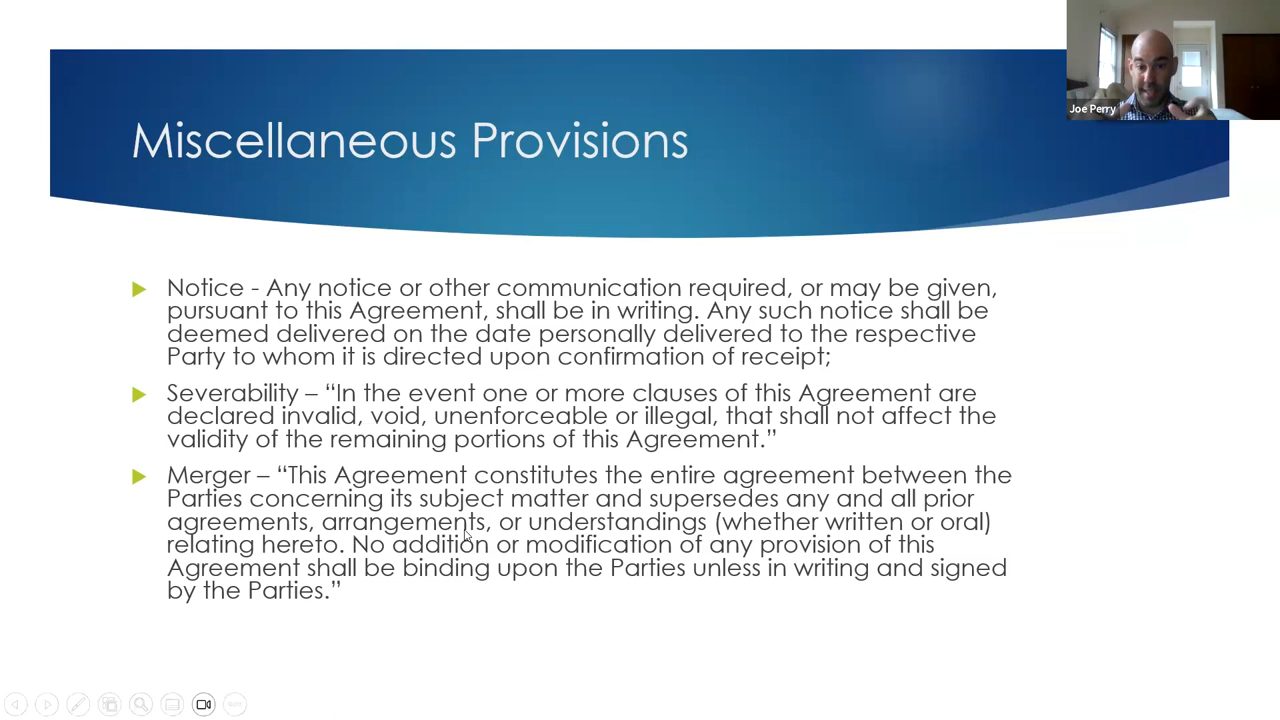 Joe Perry
Miscellaneous Provisions
Notice - Any notice or other communication required, or may be given,
pursuant to this Agreement, shall be in writing. Any such notice shall be
deemed delivered on the date personally delivered to the respective
Party to whom it is directed upon confirmation of receipt;
Severability – “In the event one or more clauses of this Agreement are
declared invalid, void, unenforceable or illegal, that shall not affect the
validity of the remaining portions of this Agreement.”
Merger – “This Agreement constitutes the entire agreement between the
Parties concerning its subject matter and supersedes any and all prior
agreements, arrangements, or understandings (whether written or oral)
relating hereto. No addition or modification of any provision of this
Agreement shall be binding upon the Parties unless in writing and signed
by the Parties.”